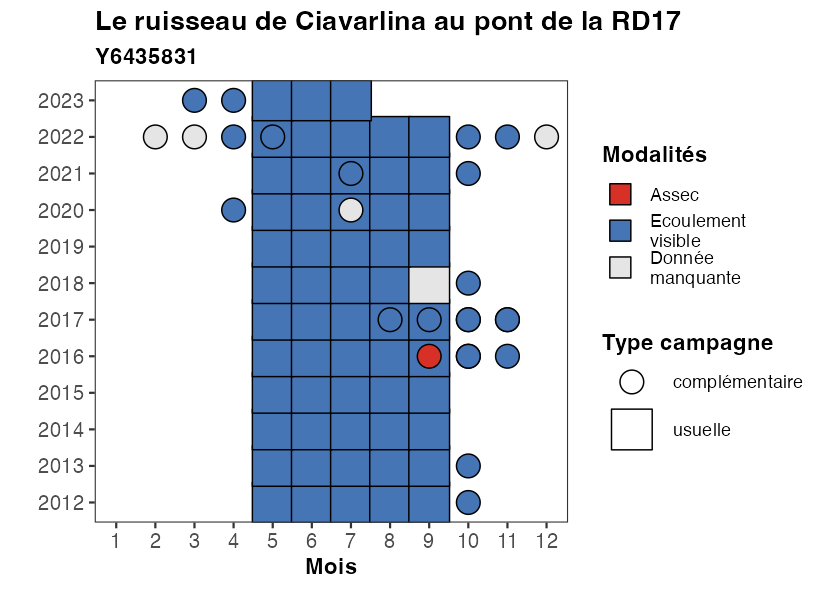 Le ruisseau de Ciavarlina au pont de la RD17
Y6435831
2023
2022
2021
2020
2019
2018
2017
2016
2015
2014
2013
2012
1 2 3 4 5 6 7 8 9 10 11 12
Mois
Modalités
Assec
Ecoulement
visible
Donnée
manquante
Type campagne
complémentaire
usuelle